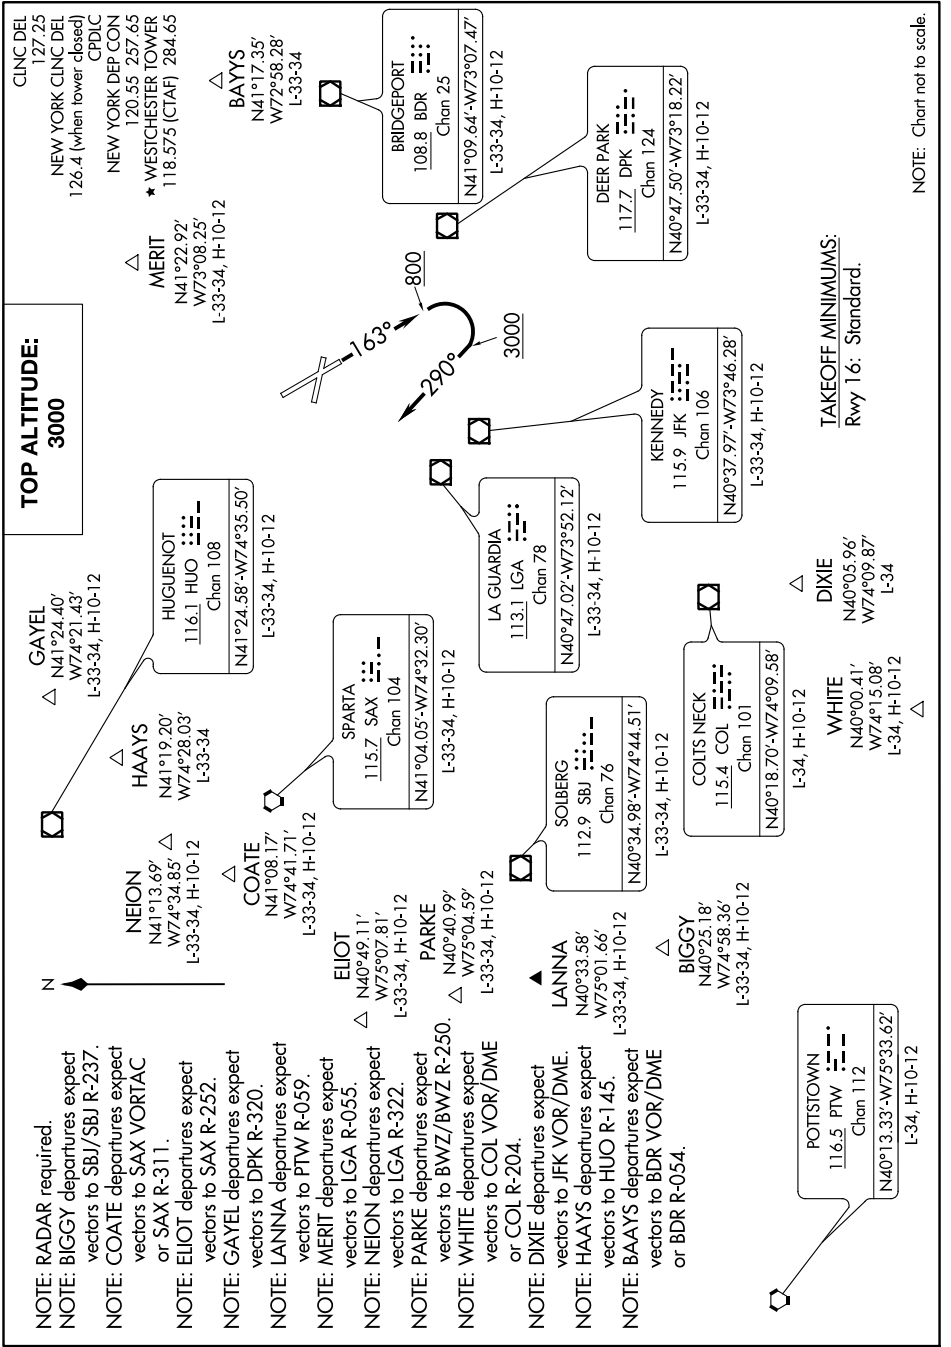 TOP ALTITUDE:
3000
CLNC DEL
127.25
NEW YORK CLNC DEL
126.4 (when tower closed)
CPDLC
NEW YORK DEP CON
120.55 257.65
★ WESTCHESTER TOWER
118.575 (CTAF) 284.65
N
GAYEL
N41°24.40′
W74°21.43′
L-33-34, H-10-12
HUGUENOT
116.1 HUO
Chan 108
N41°24.58′-W74°35.50′
L-33-34, H-10-12
HAAYS
N41°19.20′
W74°28.03′
L-33-34
NEION
N41°13.69′
W74°34.85′
L-33-34, H-10-12
COATE
N41°08.17′
W74°41.71′
L-33-34, H-10-12
SPARTA
115.7 SAX
Chan 104
N41°04.05′-W74°32.30′
L-33-34, H-10-12
MERIT
N41°22.92′
W73°08.25′
L-33-34, H-10-12
BAYYS
N41°17.35′
W72°58.28′
L-33-34
BRIDGEPORT
108.8 BDR
Chan 25
N41°09.64′-W73°07.47′
L-33-34, H-10-12
163°
800
290°
3000
DEER PARK
117.7 DPK
Chan 124
N40°47.50′-W73°18.22′
L-33-34, H-10-12
KENNEDY
115.9 JFK
Chan 106
N40°37.97′-W73°46.28′
L-33-34, H-10-12
LA GUARDIA
113.1 LGA
Chan 78
N40°47.02′-W73°52.12′
L-33-34, H-10-12
ELIOT
N40°49.11′
W75°07.81′
L-33-34, H-10-12
PARKE
N40°40.99′
W75°04.59′
L-33-34, H-10-12
LANNA
N40°33.58′
W75°01.66′
L-33-34, H-10-12
SOLBERG
112.9 SBJ
Chan 76
N40°34.98′-W74°44.51′
L-33-34, H-10-12
BIGGY
N40°25.18′
W74°58.36′
L-33-34, H-10-12
COLTS NECK
115.4 COL
Chan 101
N40°18.70′-W74°09.58′
L-34, H-10-12
DIXIE
N40°05.96′
W74°09.87′
L-34
WHITE
N40°00.41′
W74°15.08′
L-34, H-10-12
POTTSTOWN
116.5 PTW
Chan 112
N40°13.33′-W75°33.62′
L-34, H-10-12
NOTE: RADAR required.
NOTE: BIGGY departures expect
vectors to SBJ/SBJ R-237.
NOTE: COATE departures expect
vectors to SAX VORTAC
or SAX R-311.
NOTE: ELIOT departures expect
vectors to SAX R-252.
NOTE: GAYEL departures expect
vectors to DPK R-320.
NOTE: LANNA departures expect
vectors to PTW R-059.
NOTE: MERIT departures expect
vectors to LGA R-055.
NOTE: NEION departures expect
vectors to LGA R-322.
NOTE: PARKE departures expect
vectors to BWZ/BWZ R-250.
NOTE: WHITE departures expect
vectors to COL VOR/DME
or COL R-204.
NOTE: DIXIE departures expect
vectors to JFK VOR/DME.
NOTE: HAAYS departures expect
vectors to HUO R-145.
NOTE: BAAYS departures expect
vectors to BDR VOR/DME
or BDR R-054.
TAKEOFF MINIMUMS:
Rwy 16: Standard.
NOTE: Chart not to scale.